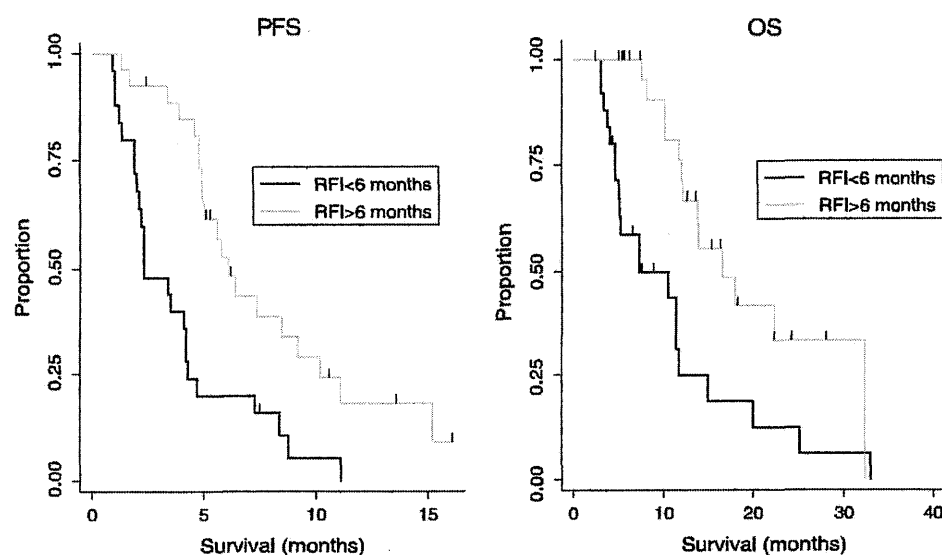 PFS
Proportion
1.00
0.75
0.50
0.25
0.00
RFI<6 months
RFI>6 months
0 5 10 15
Survival (months)
OS
Proportion
1.00
0.75
0.50
0.25
0.00
RFI<6 months
RFI>6 months
0 10 20 30 40
Survival (months)